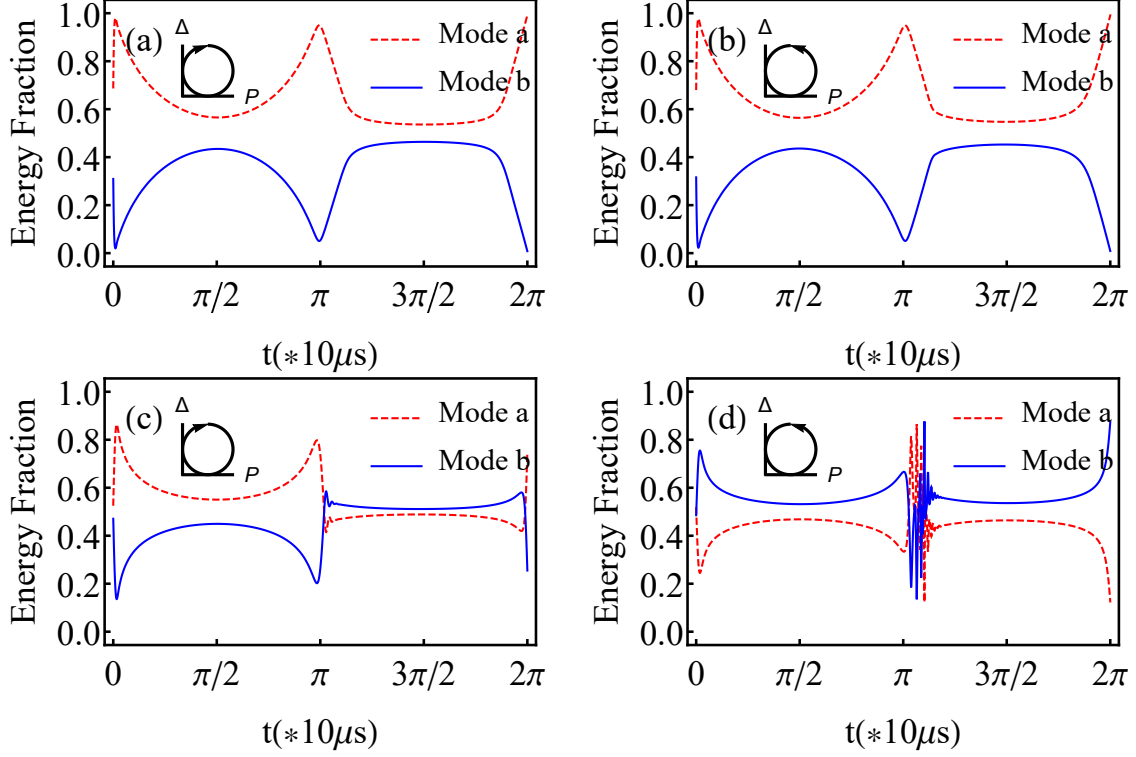 (a)
Δ
P
Mode a
Mode b
Energy Fraction
1.0
0.8
0.6
0.4
0.2
0.0
0
π/2
π
3π/2
2π
t(*10μs)
(b)
Δ
P
Mode a
Mode b
Energy Fraction
1.0
0.8
0.6
0.4
0.2
0.0
0
π/2
π
3π/2
2π
t(*10μs)
(c)
Δ
P
Mode a
Mode b
Energy Fraction
1.0
0.8
0.6
0.4
0.2
0.0
0
π/2
π
3π/2
2π
t(*10μs)
(d)
Δ
P
Mode a
Mode b
Energy Fraction
1.0
0.8
0.6
0.4
0.2
0.0
0
π/2
π
3π/2
2π
t(*10μs)